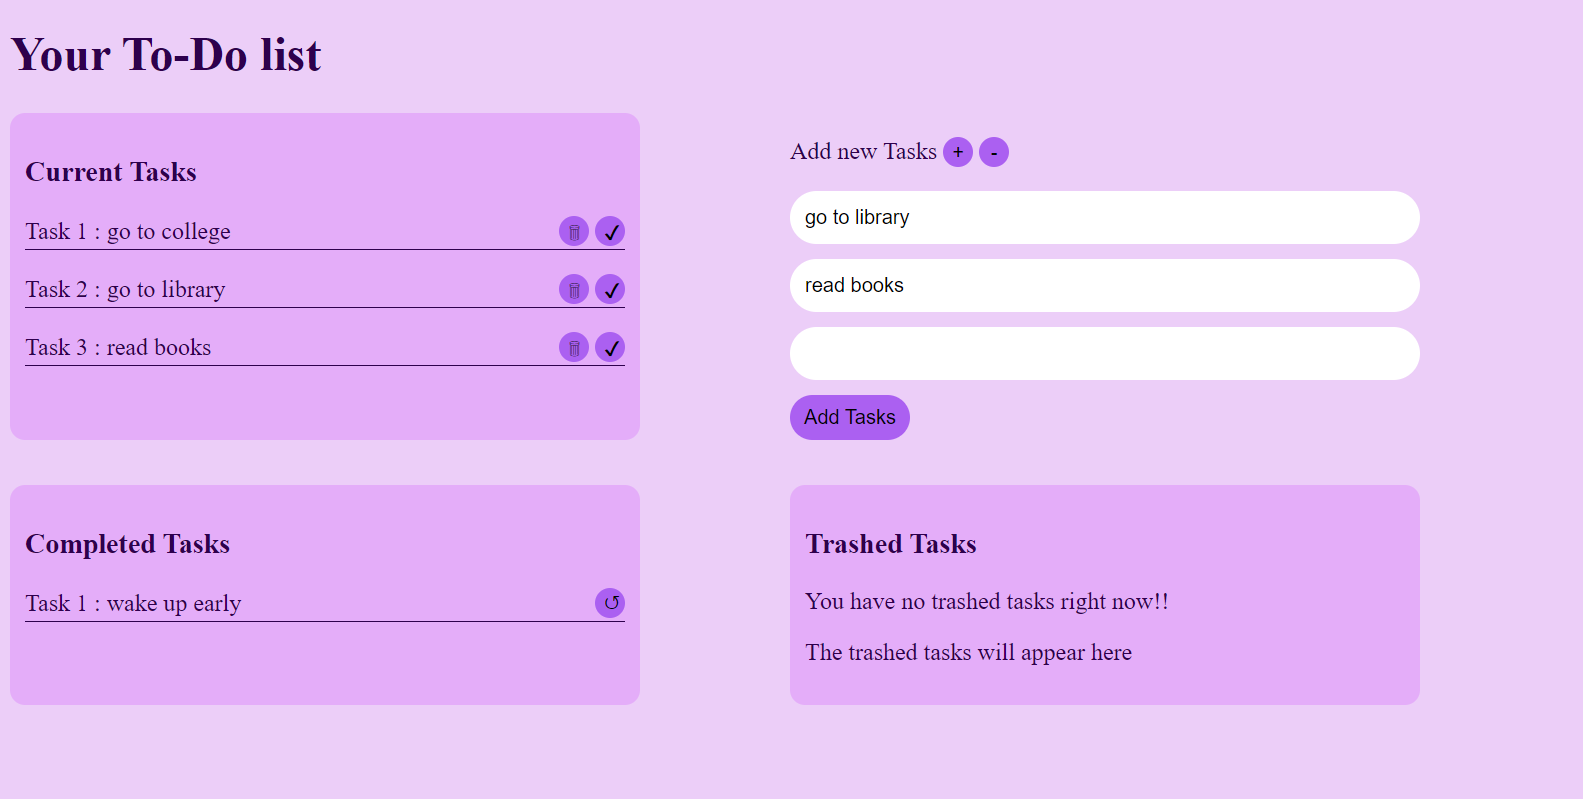 Your To-Do list
Current Tasks
Task 1 : go to college
Task 2 : go to library
Task 3 : read books
Add new Tasks + -
go to library
read books
Add Tasks
Completed Tasks
Task 1 : wake up early
Trashed Tasks
You have no trashed tasks right now!!
The trashed tasks will appear here